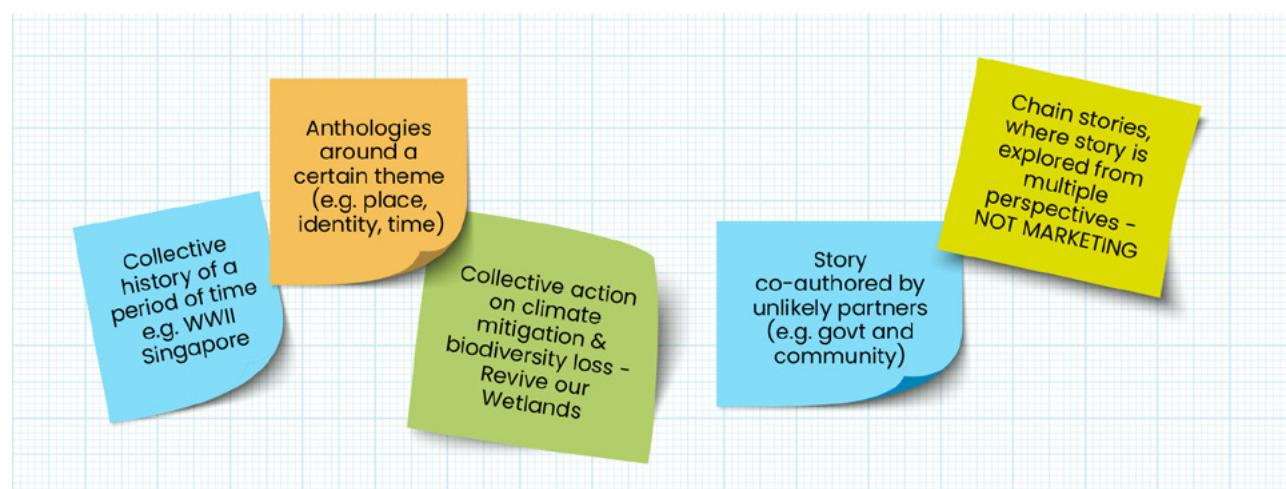 Collective
history of a
period of time
e.g. WWII
Singapore
Anthologies
around a
certain theme
(e.g. place,
identity, time)
Collective action
on climate
mitigation &
biodiversity loss -
Revive our
Wetlands
Story
co-authored by
unlikely partners
(e.g. govt and
community)
Chain stories,
where story is
explored from
multiple
perspectives -
NOT MARKETING